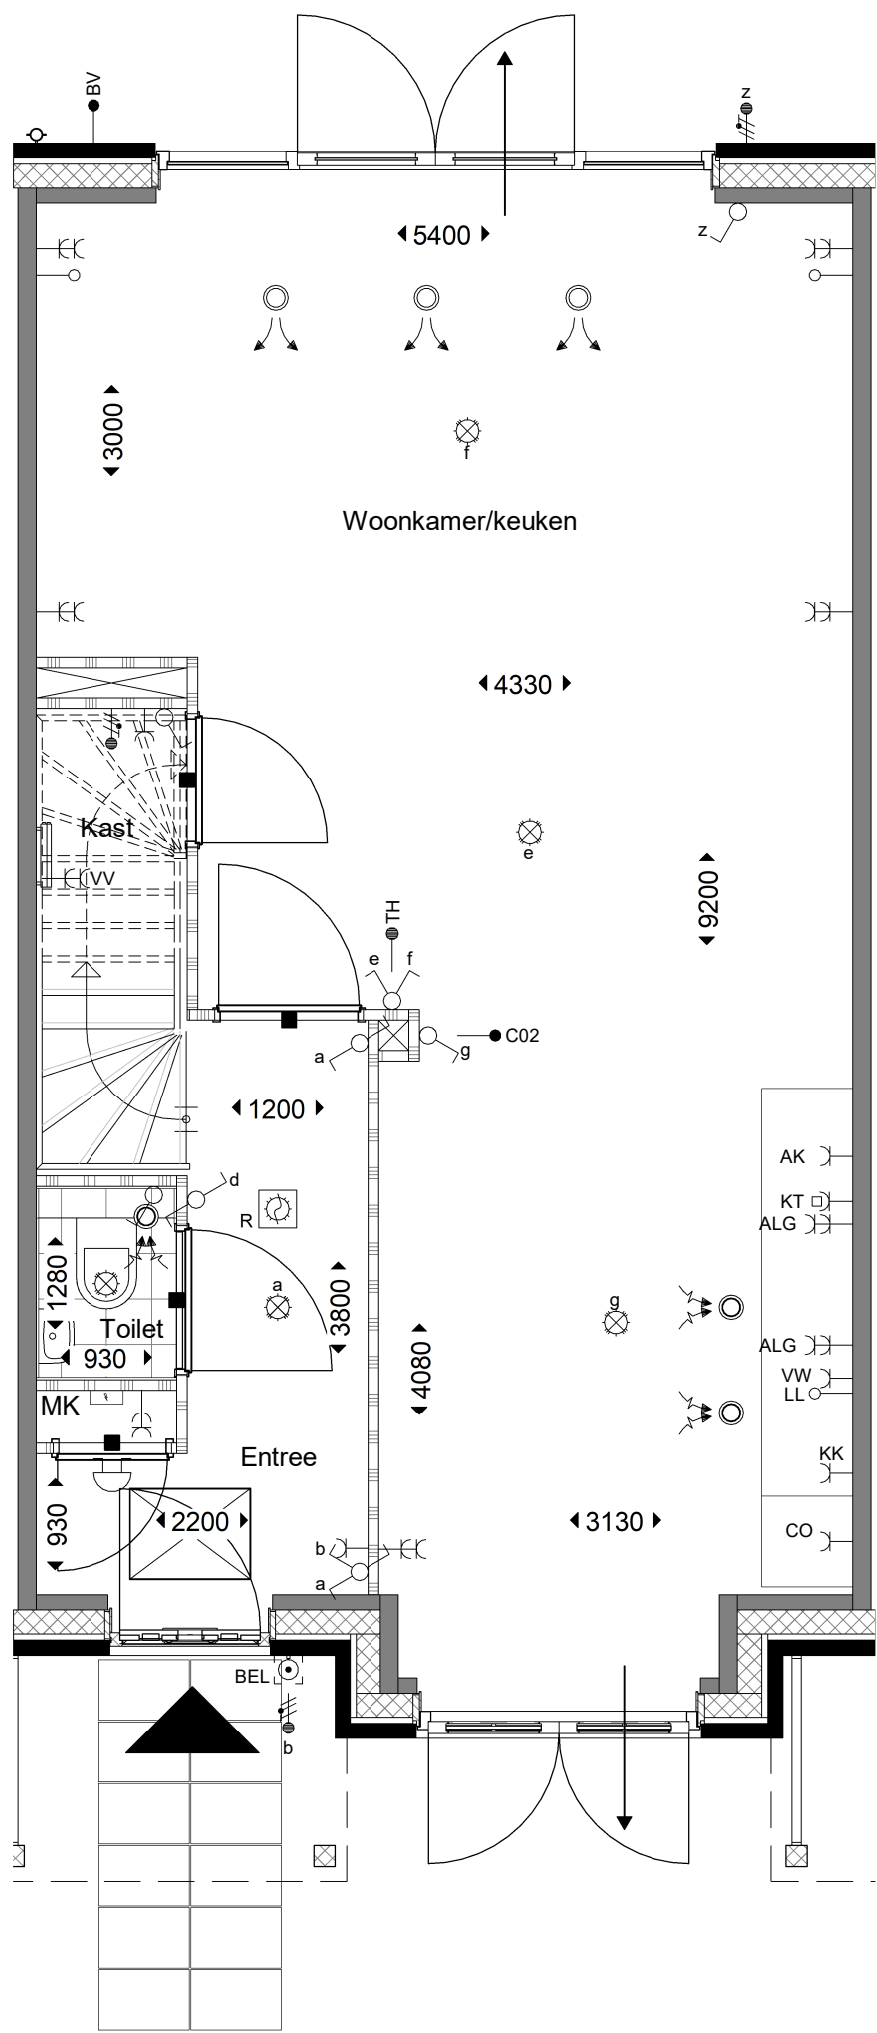 BV
z
z
5400
3000
f
Woonkamer/keuken
4330
Kast
e
VV
9200
TH
e
f
a
g
C02
1200
AK
d
KT
R
ALG
1280
a
3800
g
Toilet
930
4080
ALG
VW
LL
MK
KK
Entree
930
2200
3130
CO
b
a
BEL
b